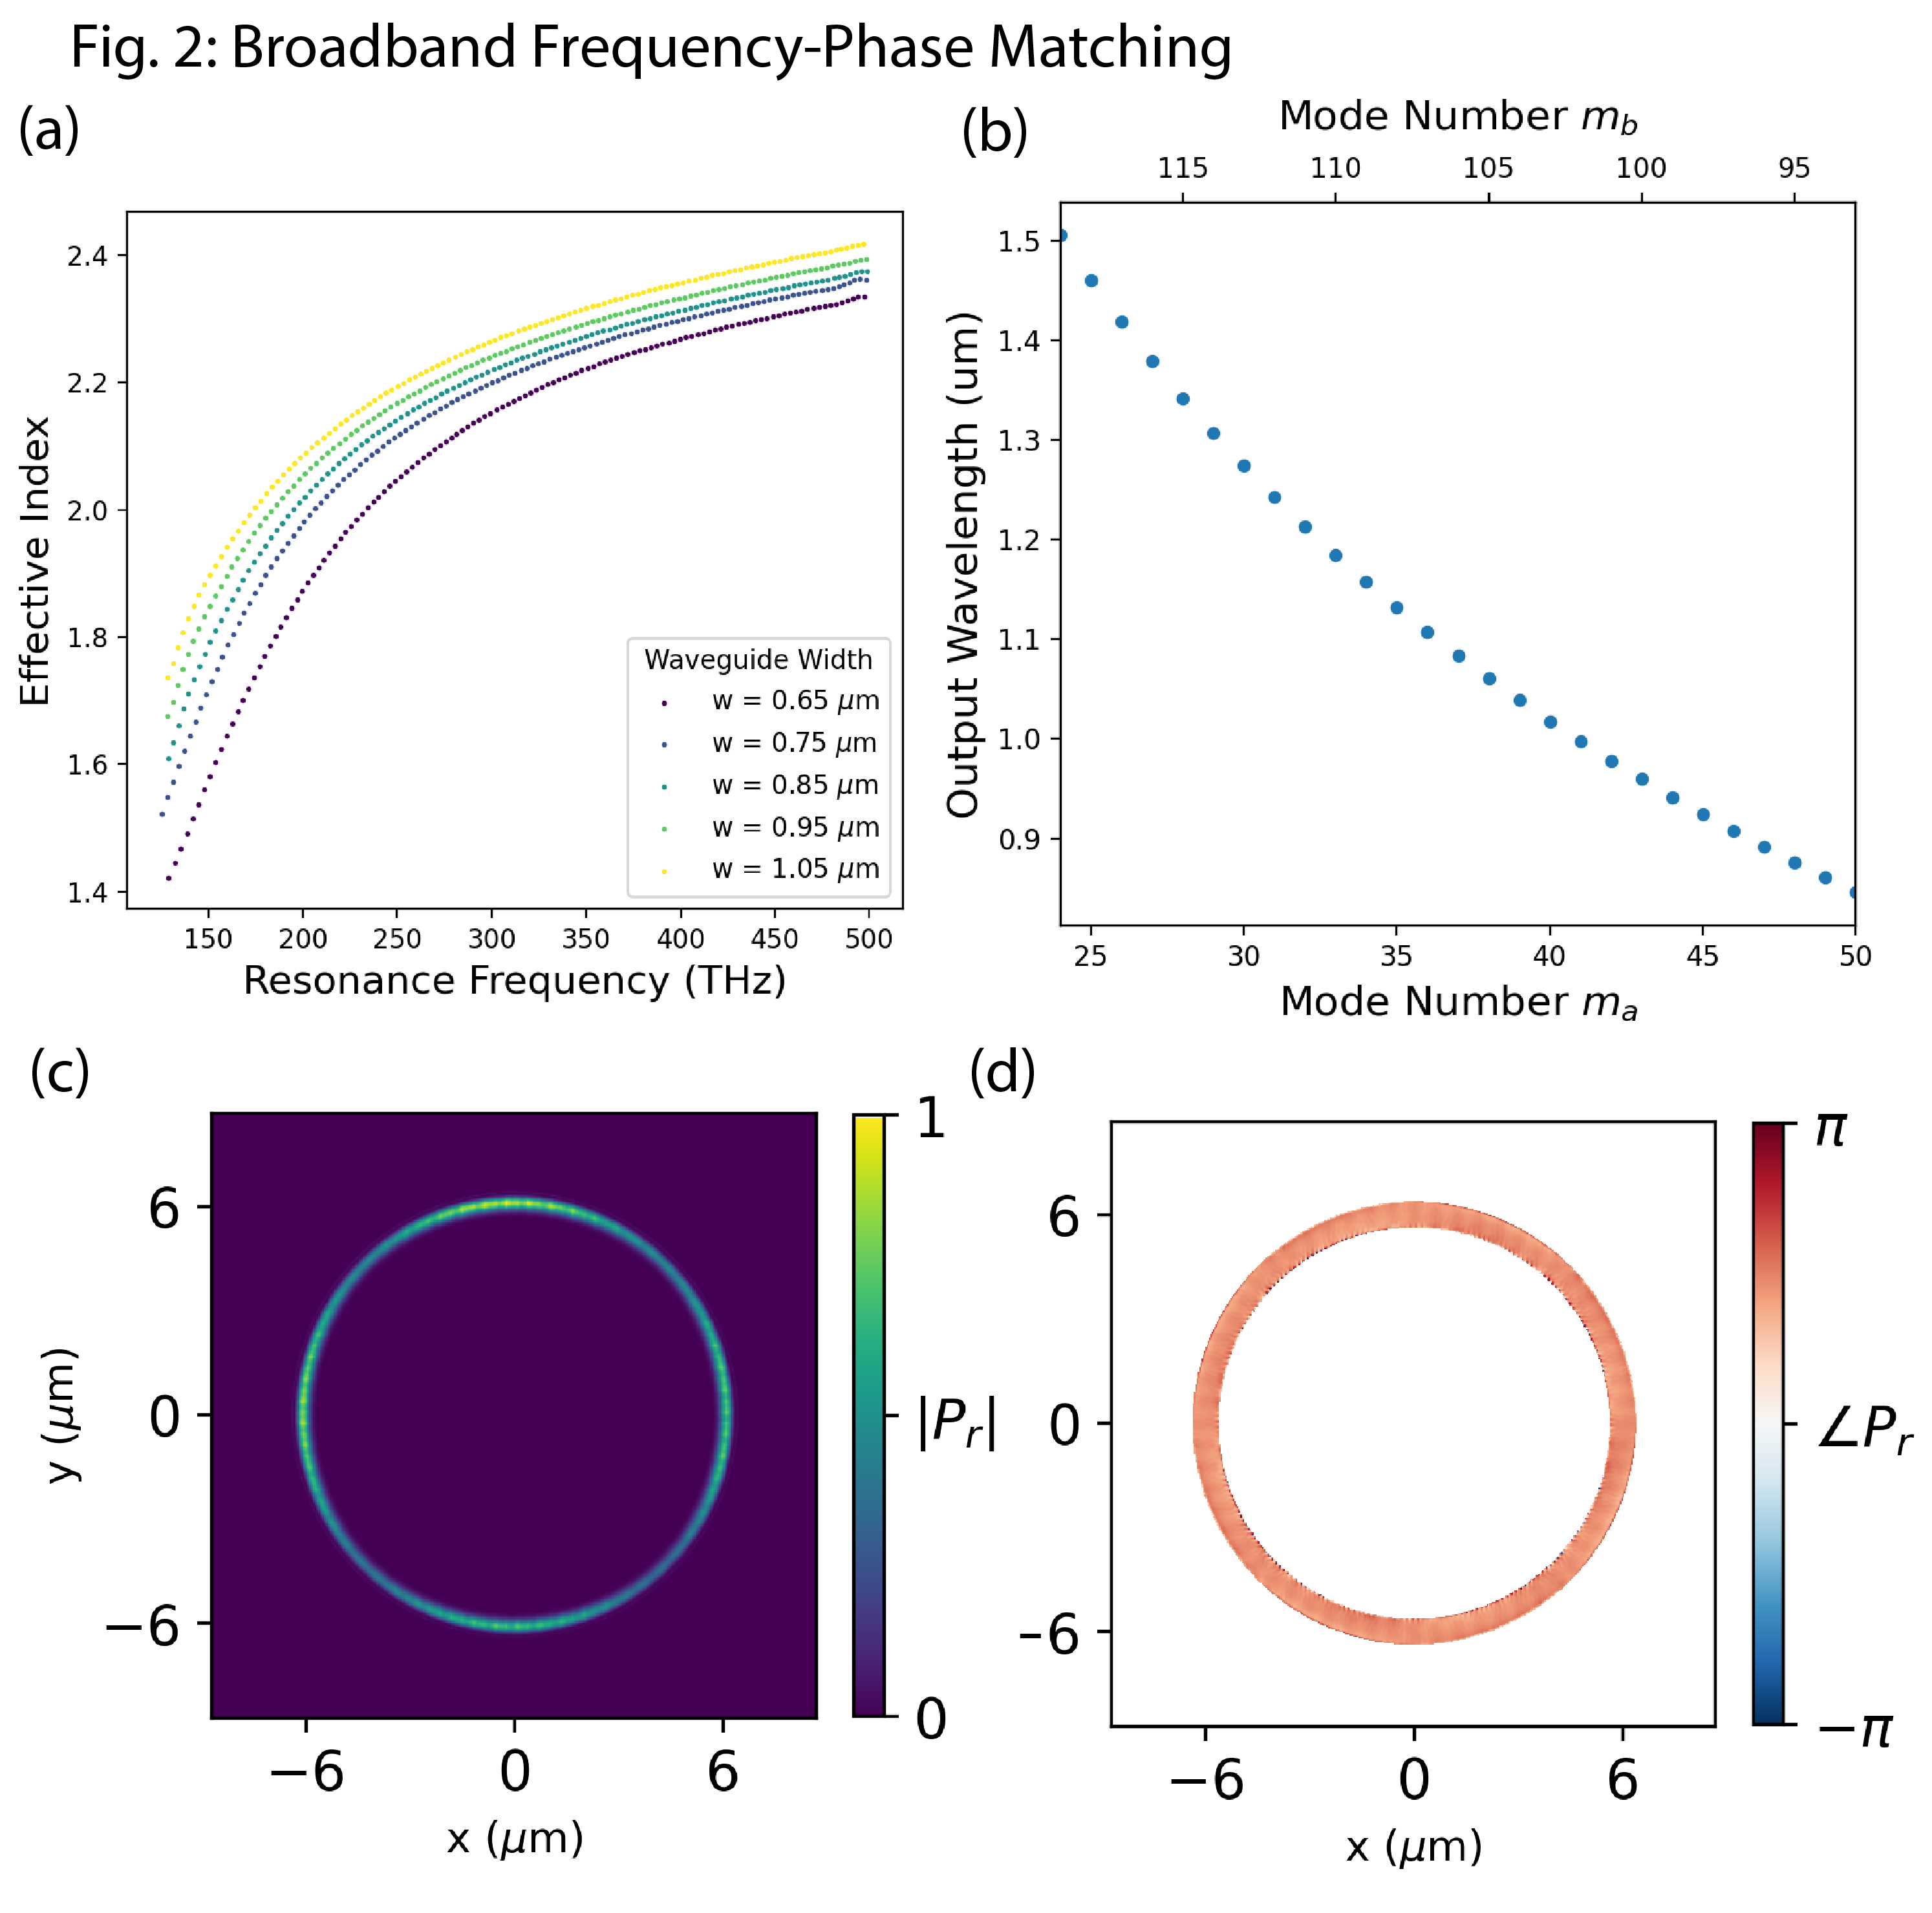 Fig. 2: Broadband Frequency-Phase Matching
(a)
2.4
2.2
2.0
1.8
1.6
1.4
Effective Index
150 200 250 300 350 400 450 500
Resonance Frequency (THz)
Waveguide Width
w = 0.65 μm
w = 0.75 μm
w = 0.85 μm
w = 0.95 μm
w = 1.05 μm
(b)
Mode Number m_b
115 110 105 100 95
1.5
1.4
1.3
1.2
1.1
1.0
0.9
Output Wavelength (um)
25 30 35 40 45 50
Mode Number m_a
(c)
6
0
−6
y (μm)
−6 0 6
x (μm)
1
|P_r|
0
(d)
6
0
-6
−6 0 6
x (μm)
π
∠P_r
−π